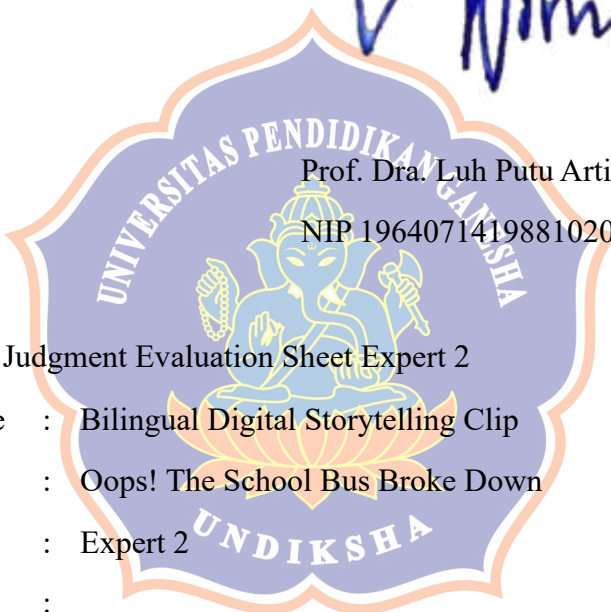 Prof. Dra. Luh Putu Arti
NIP 1964071419881020
Judgment Evaluation Sheet Expert 2
: Bilingual Digital Storytelling Clip
: Oops! The School Bus Broke Down
: Expert 2
:
UNIVERSITAS PENDIDIKAN GANESHA
UNDIKSHA